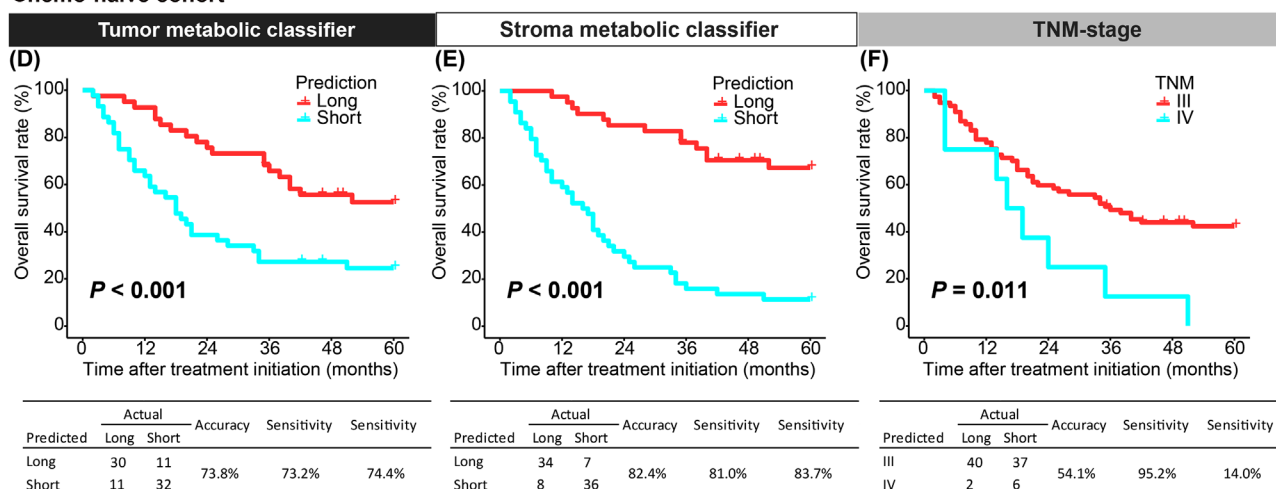 Chemo-naive cohort
Tumor metabolic classifier
Stroma metabolic classifier
TNM-stage
(D)
Overall survival rate (%)
100
80
60
40
20
0
Prediction
Long
Short
P < 0.001
0 12 24 36 48 60
Time after treatment initiation (months)
Actual
Accuracy Sensitivity Sensitivity
Predicted Long Short
Long 30 11
73.8% 73.2% 74.4%
Short 11 32
(E)
Overall survival rate (%)
100
80
60
40
20
0
Prediction
Long
Short
P < 0.001
0 12 24 36 48 60
Time after treatment initiation (months)
Actual
Accuracy Sensitivity Sensitivity
Predicted Long Short
Long 34 7
82.4% 81.0% 83.7%
Short 8 36
(F)
Overall survival rate (%)
100
80
60
40
20
0
TNM
III
IV
P = 0.011
0 12 24 36 48 60
Time after treatment initiation (months)
Actual
Accuracy Sensitivity Sensitivity
Predicted Long Short
III 40 37
54.1% 95.2% 14.0%
IV 2 6